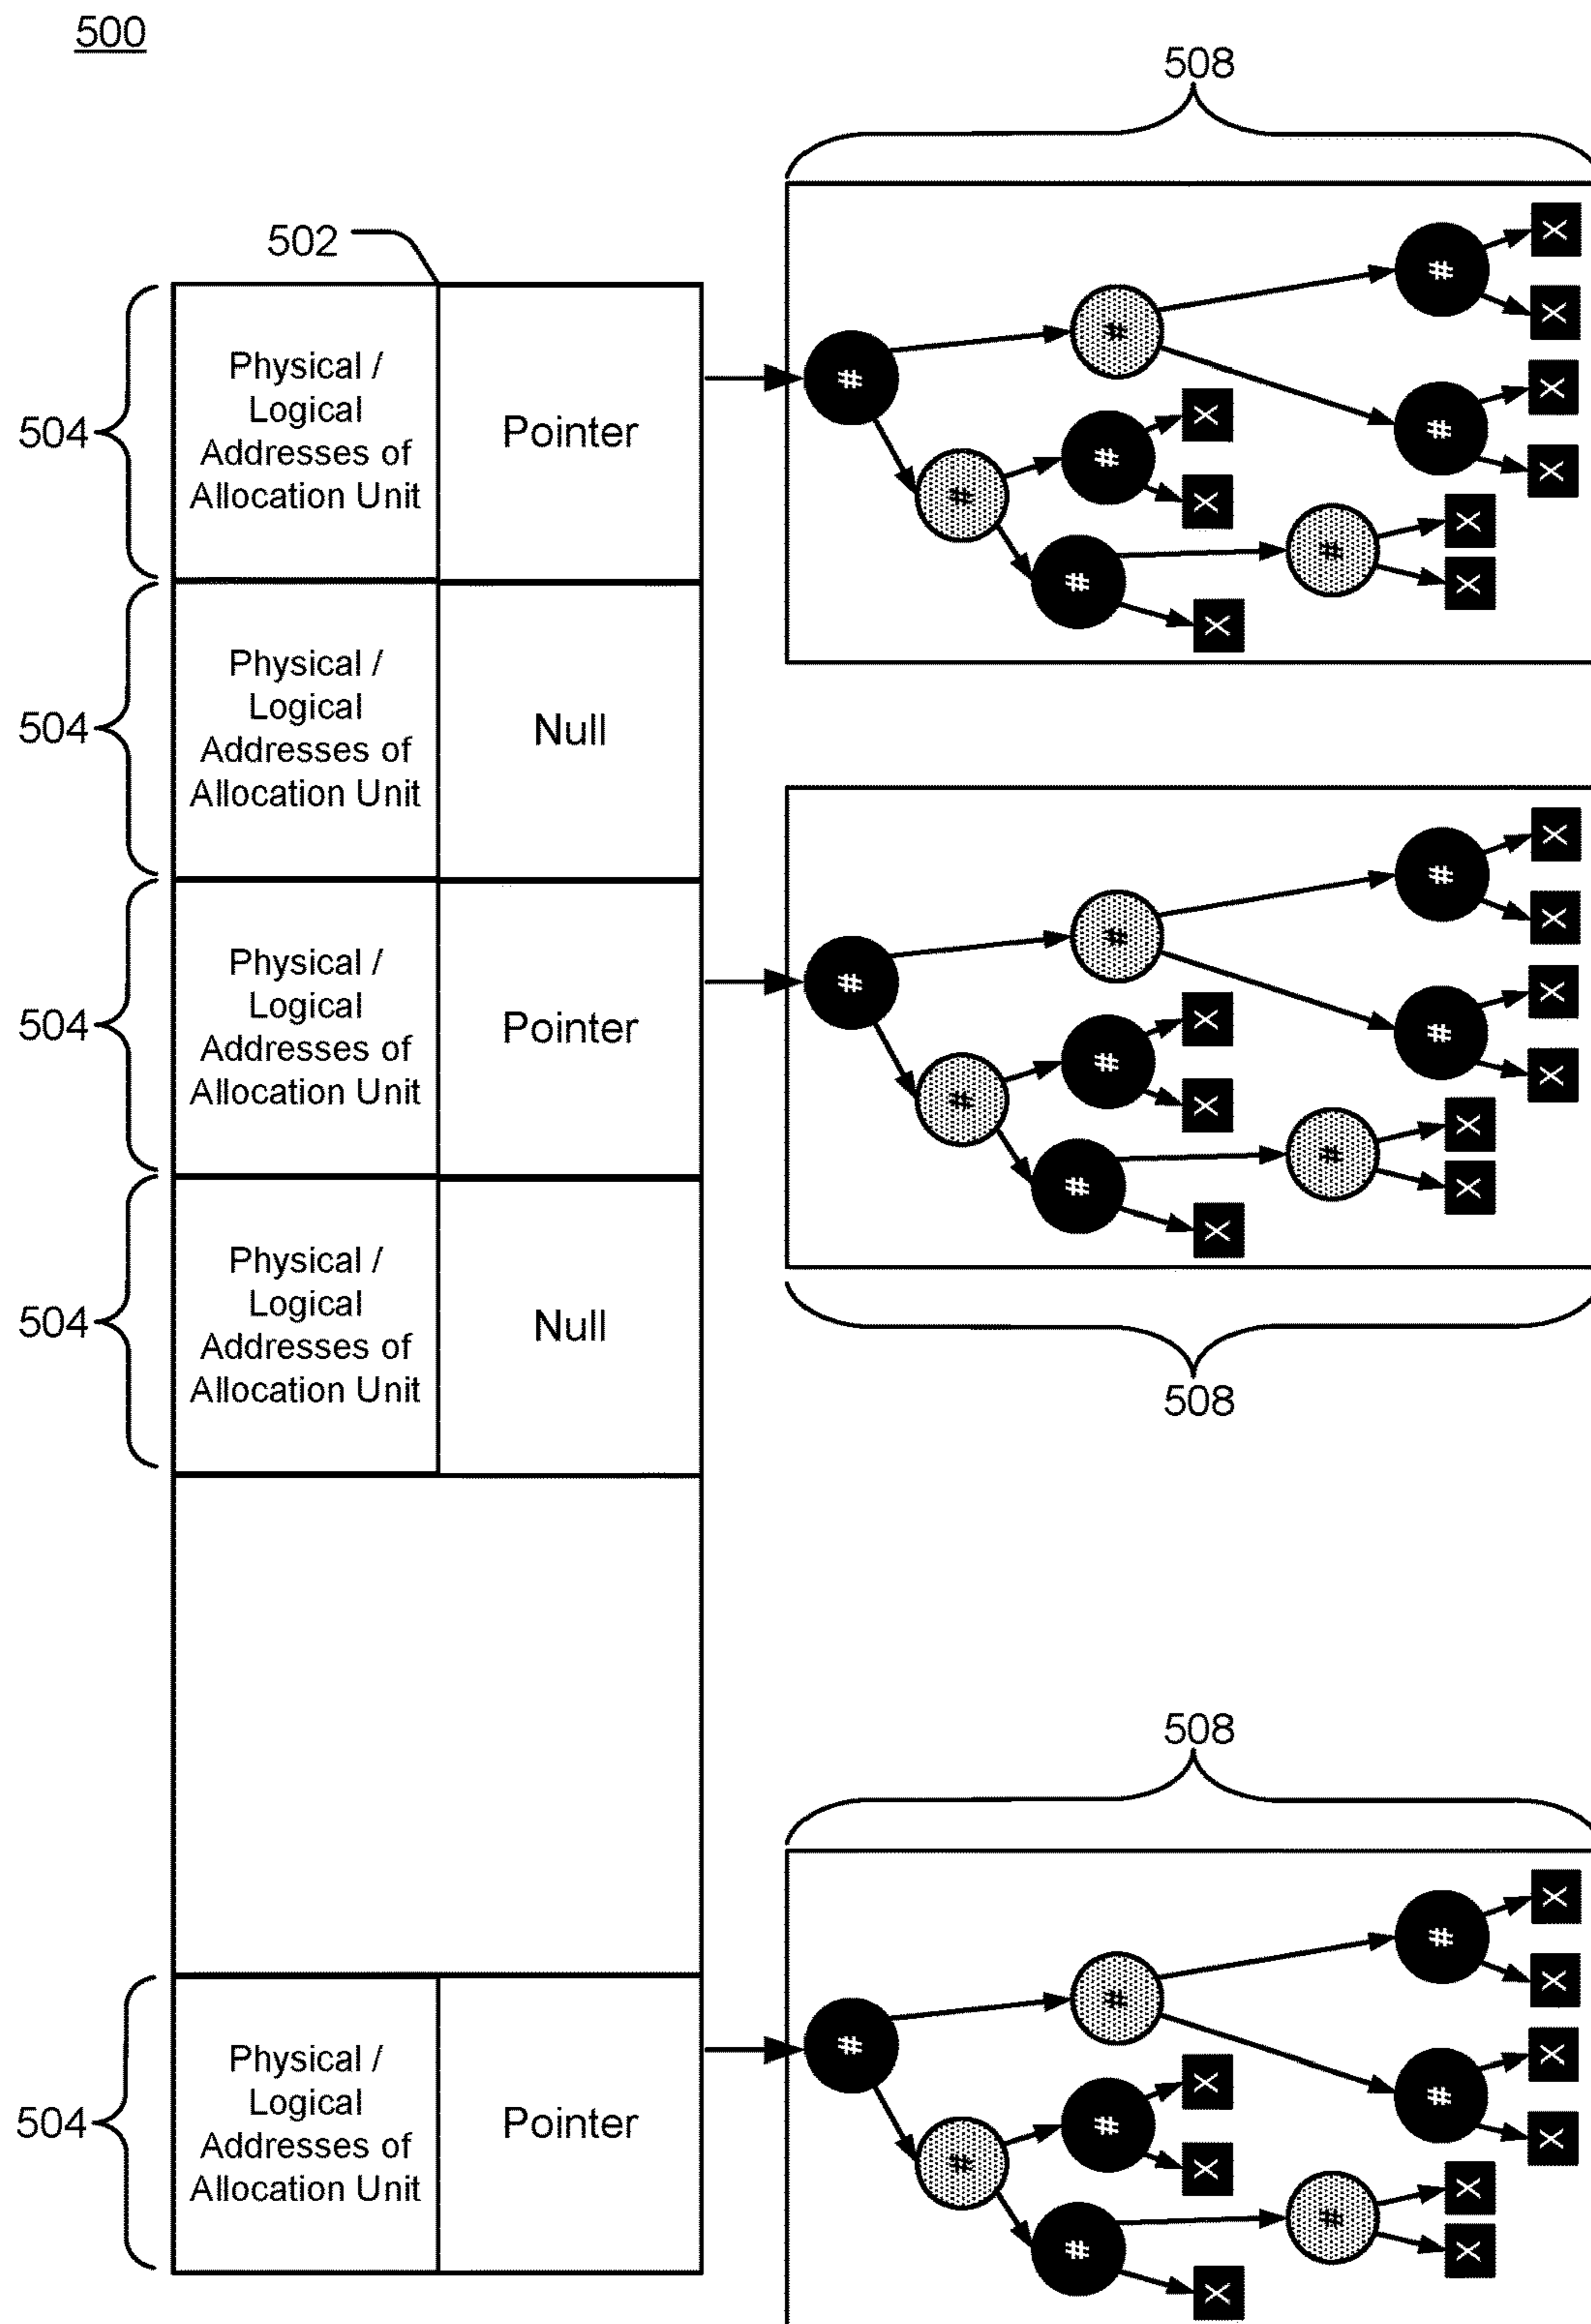 500
508
502
504
Physical /
Logical
Addresses of
Allocation Unit
Pointer
#
#
#
#
#
#
#
#
X
X
X
X
X
X
X
X
X
504
Physical /
Logical
Addresses of
Allocation Unit
Null
504
Physical /
Logical
Addresses of
Allocation Unit
Pointer
#
#
#
#
#
#
#
#
X
X
X
X
X
X
X
X
X
508
504
Physical /
Logical
Addresses of
Allocation Unit
Null
508
504
Physical /
Logical
Addresses of
Allocation Unit
Pointer
#
#
#
#
#
#
#
#
X
X
X
X
X
X
X
X
X